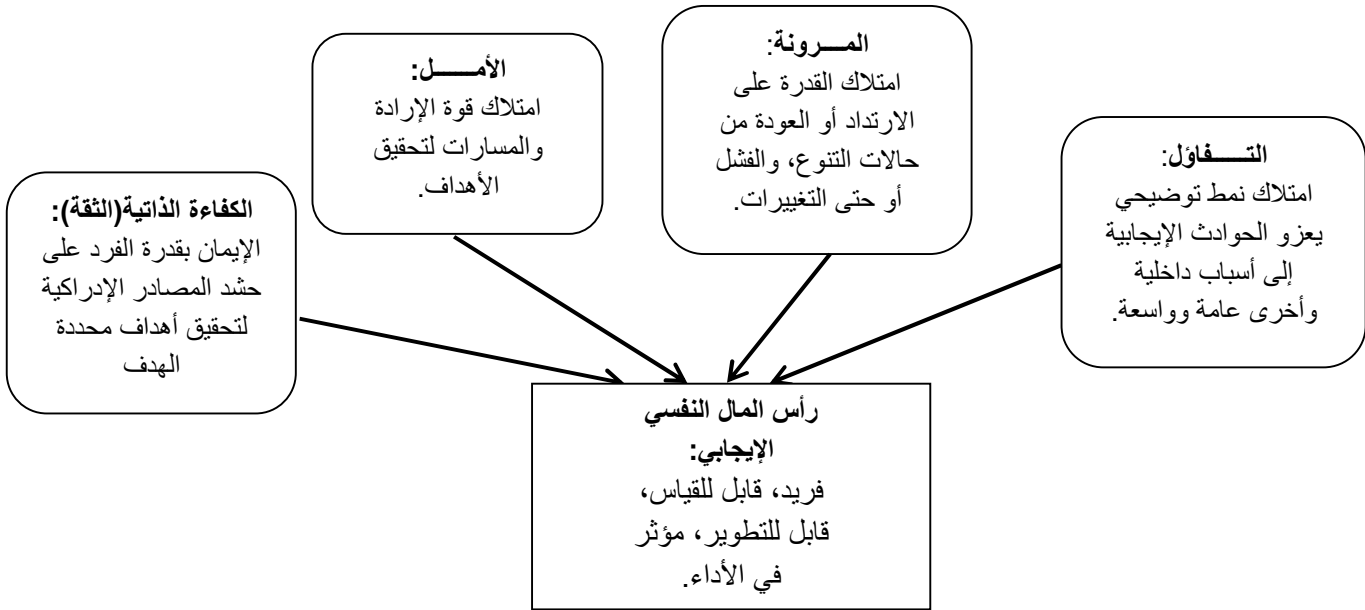 التـــــفاؤل:
امتلاك نمط توضيحي
يعزو الحوادث الإيجابية
إلى أسباب داخلية
وأخرى عامة وواسعة.
المـــرونة:
امتلاك القدرة على
الارتداد أو العودة من
حالات التنوع، والفشل
أو حتى التغييرات.
الأمـــــل:
امتلاك قوة الإرادة
والمسارات لتحقيق
الأهداف.
الكفاءة الذاتية(الثقة):
الإيمان بقدرة الفرد على
حشد المصادر الإدراكية
لتحقيق أهداف محددة
الهدف
رأس المال النفسي
الإيجابي:
فريد، قابل للقياس،
قابل للتطوير، مؤثر
في الأداء.